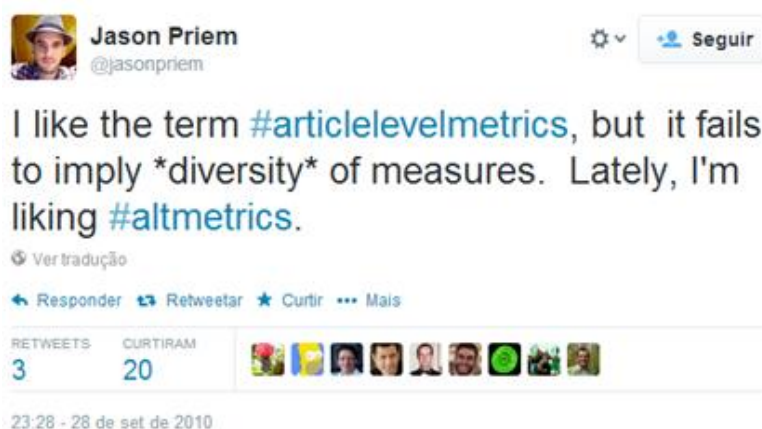 Jason Priem
@jasonpriem
Seguir
I like the term #articlelevelmetrics, but it fails
to imply *diversity* of measures. Lately, I'm
liking #altmetrics.
Ver tradução
Responder Retweetar Curtir Mais
RETWEETS CURTIRAM
3 20
23:28 - 28 de set de 2010